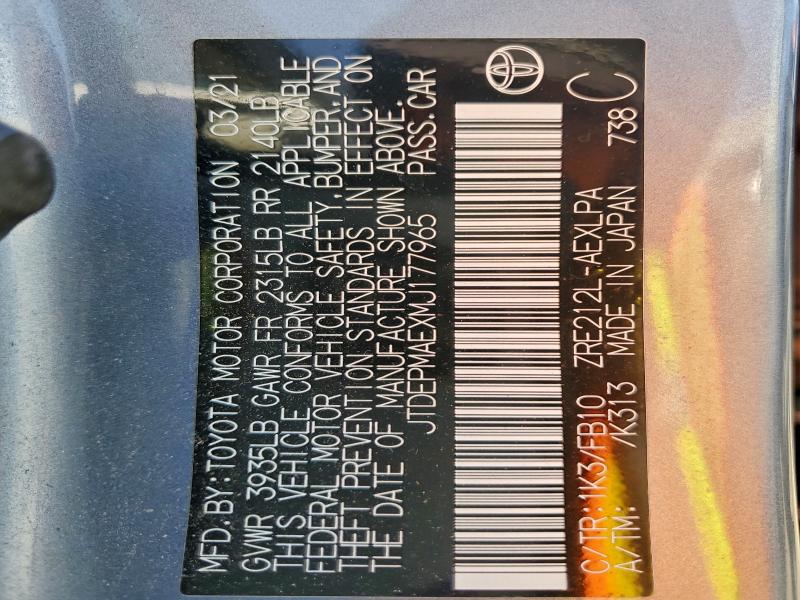 MFD.BY:TOYOTA MOTOR CORPORATION 03/21
GVWR 3935LB GAWR FR 2315LB RR 2140LB
THIS VEHICLE CONFORMS TO ALL APPLICABLE
FEDERAL MOTOR VEHICLE SAFETY,BUMPER,AND
THEFT PREVENTION STANDARDS IN EFFECT ON
THE DATE OF MANUFACTURE SHOWN ABOVE.
JTDEPMAEXMJ177965 PASS.CAR
C/TR:1K3/FB10 ZRE212L-AEXLPA
A/TM: /K313 MADE IN JAPAN 738 C